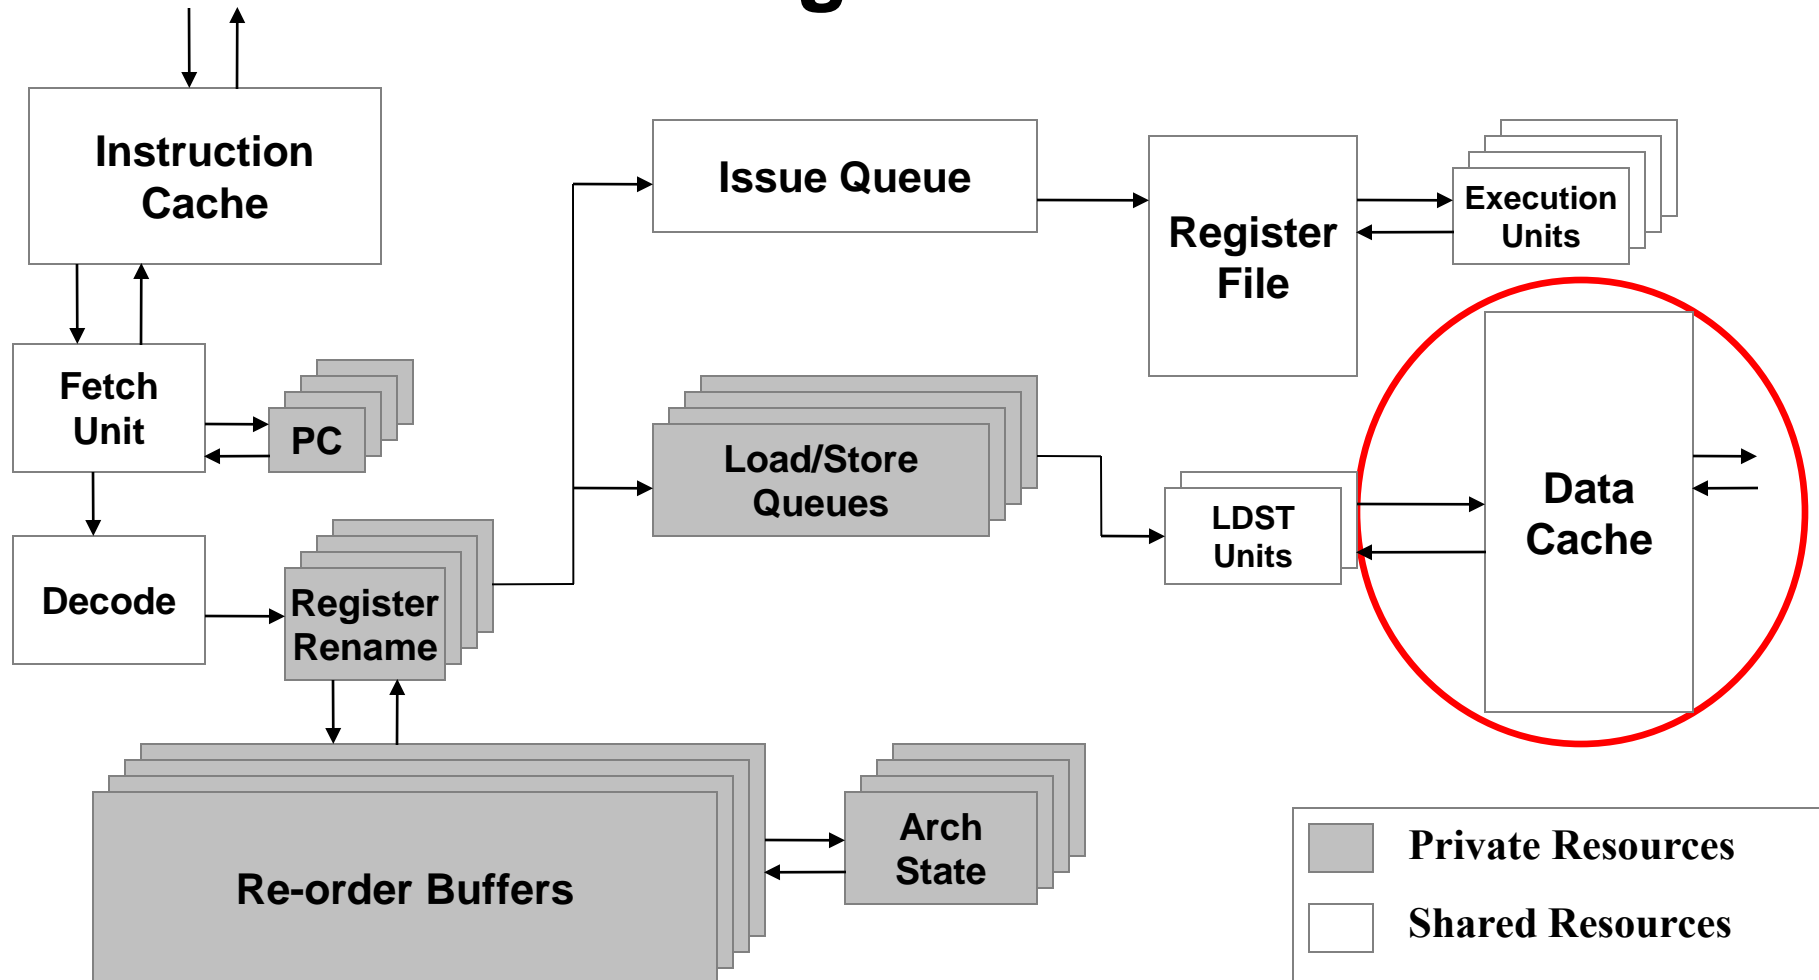 Instruction
Cache
Issue Queue
Register
File
Execution
Units
Fetch
Unit
PC
Load/Store
Queues
LDST
Units
Data
Cache
Decode
Register
Rename
Re-order Buffers
Arch
State
Private Resources
Shared Resources